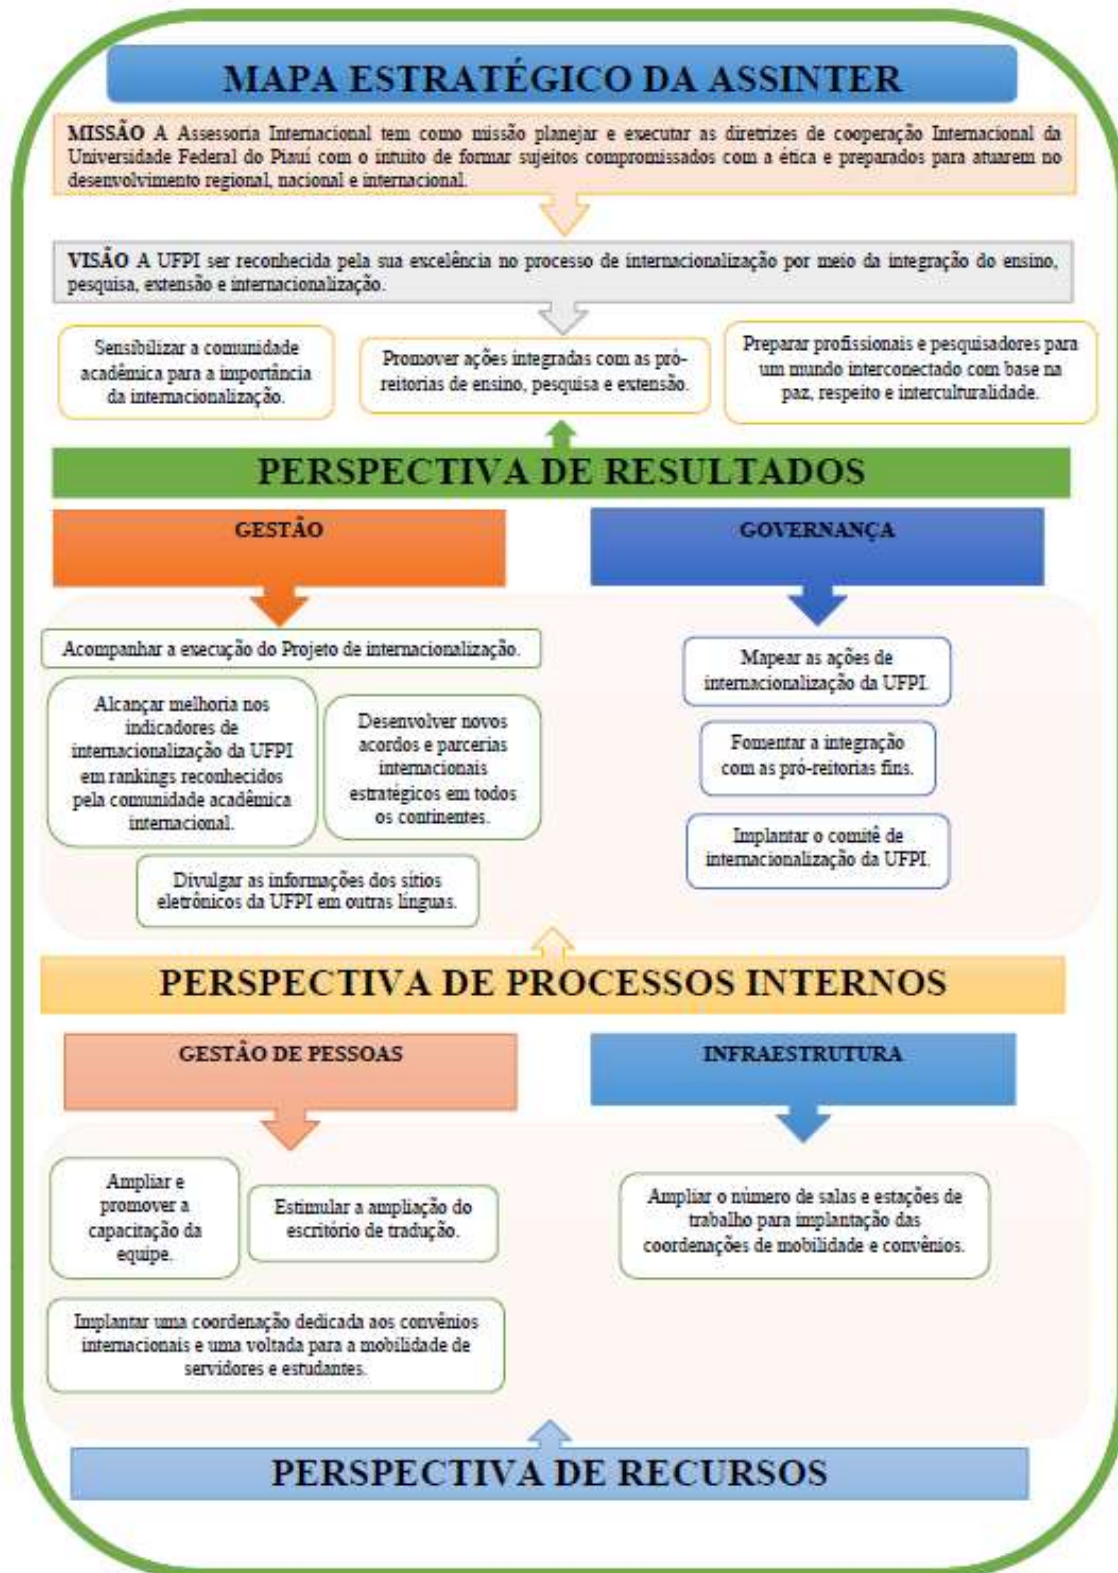 MAPA ESTRATÉGICO DA ASSINTER
MISSÃO A Assessoria Internacional tem como missão planejar e executar as diretrizes de cooperação Internacional da
Universidade Federal do Piauí com o intuito de formar sujeitos compromissados com a ética e preparados para atuarem no
desenvolvimento regional, nacional e internacional.
VISÃO A UFPI ser reconhecida pela sua excelência no processo de internacionalização por meio da integração do ensino,
pesquisa, extensão e internacionalização.
Sensibilizar a comunidade
acadêmica para a importância
da internacionalização.
Promover ações integradas com as pró-
reitorias de ensino, pesquisa e extensão.
Preparar profissionais e pesquisadores para
um mundo interconectado com base na
paz, respeito e interculturalidade.
PERSPECTIVA DE RESULTADOS
GESTÃO
Acompanhar a execução do Projeto de internacionalização.
Alcançar melhoria nos
indicadores de
internacionalização da UFPI
em rankings reconhecidos
pela comunidade acadêmica
internacional.
Desenvolver novos
acordos e parcerias
internacionais
estratégicos em todos
os continentes.
Divulgar as informações dos sítios
eletrônicos da UFPI em outras línguas.
GOVERNANÇA
Mapear as ações de
internacionalização da UFPI.
Fomentar a integração
com as pró-reitorias fins.
Implantar o comitê de
internacionalização da UFPI.
PERSPECTIVA DE PROCESSOS INTERNOS
GESTÃO DE PESSOAS
Ampliar e
promover a
capacitação da
equipe.
Estimular a ampliação do
escritório de tradução.
Implantar uma coordenação dedicada aos convênios
internacionais e uma voltada para a mobilidade de
servidores e estudantes.
INFRAESTRUTURA
Ampliar o número de salas e estações de
trabalho para implantação das
coordenações de mobilidade e convênios.
PERSPECTIVA DE RECURSOS